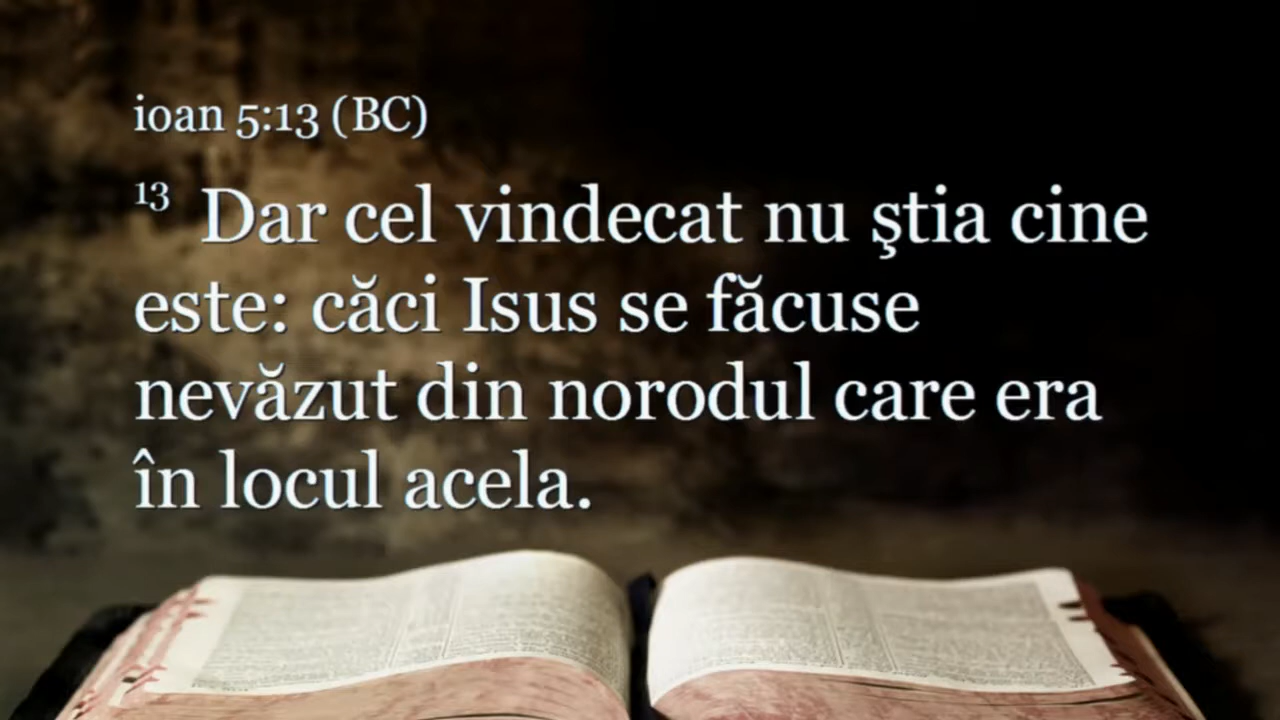 ioan 5:13 (BC)
13 Dar cel vindecat nu ştia cine
este: căci Isus se făcuse
nevăzut din norodul care era
în locul acela.